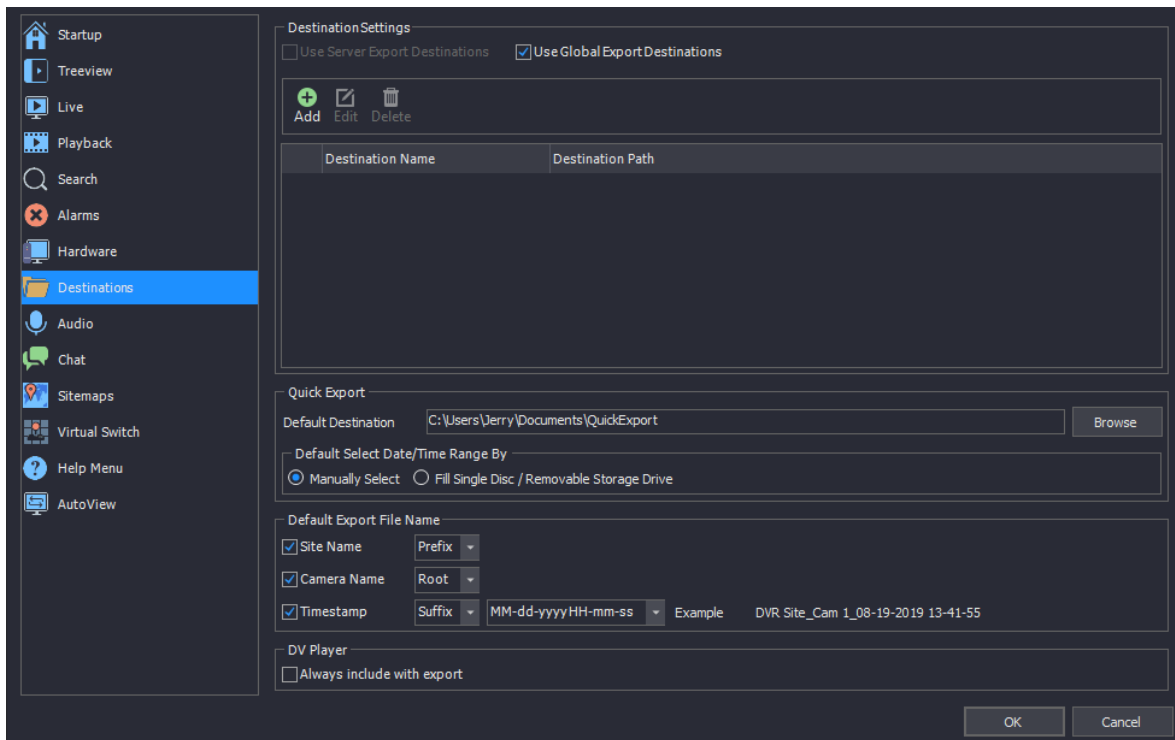 Startup
Treeview
Live
Playback
Search
Alarms
Hardware
Destinations
Audio
Chat
Sitemaps
Virtual Switch
Help Menu
AutoView
Destination Settings
Use Server Export Destinations Use Global Export Destinations
Add Edit Delete
Destination Name Destination Path
Quick Export
Default Destination C:\Users\Jerry\Documents\QuickExport Browse
Default Select Date/Time Range By
Manually Select Fill Single Disc / Removable Storage Drive
Default Export File Name
Site Name Prefix
Camera Name Root
Timestamp Suffix MM-dd-yyyy HH-mm-ss Example DVR Site_Cam 1_08-19-2019 13-41-55
DV Player
Always include with export
OK Cancel